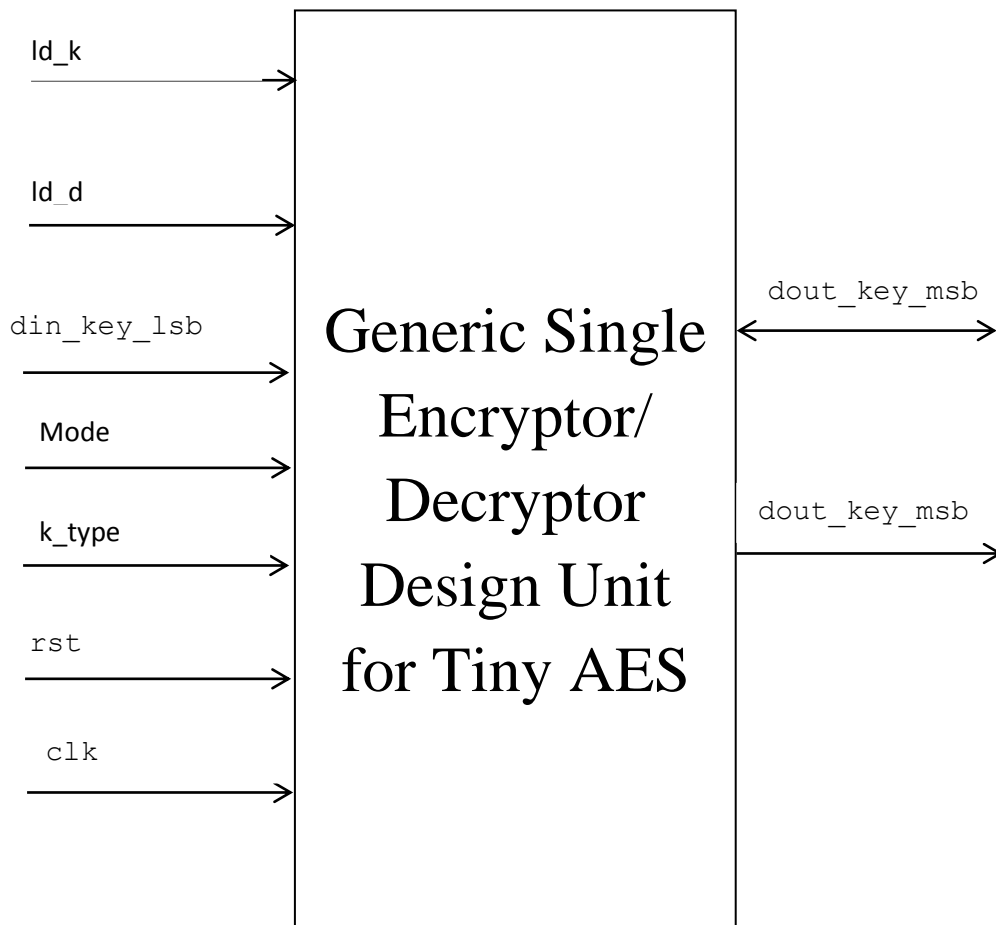 ld_k
ld_d
din_key_lsb
Mode
k_type
rst
clk
Generic Single
Encryptor/
Decryptor
Design Unit
for Tiny AES
dout_key_msb
dout_key_msb